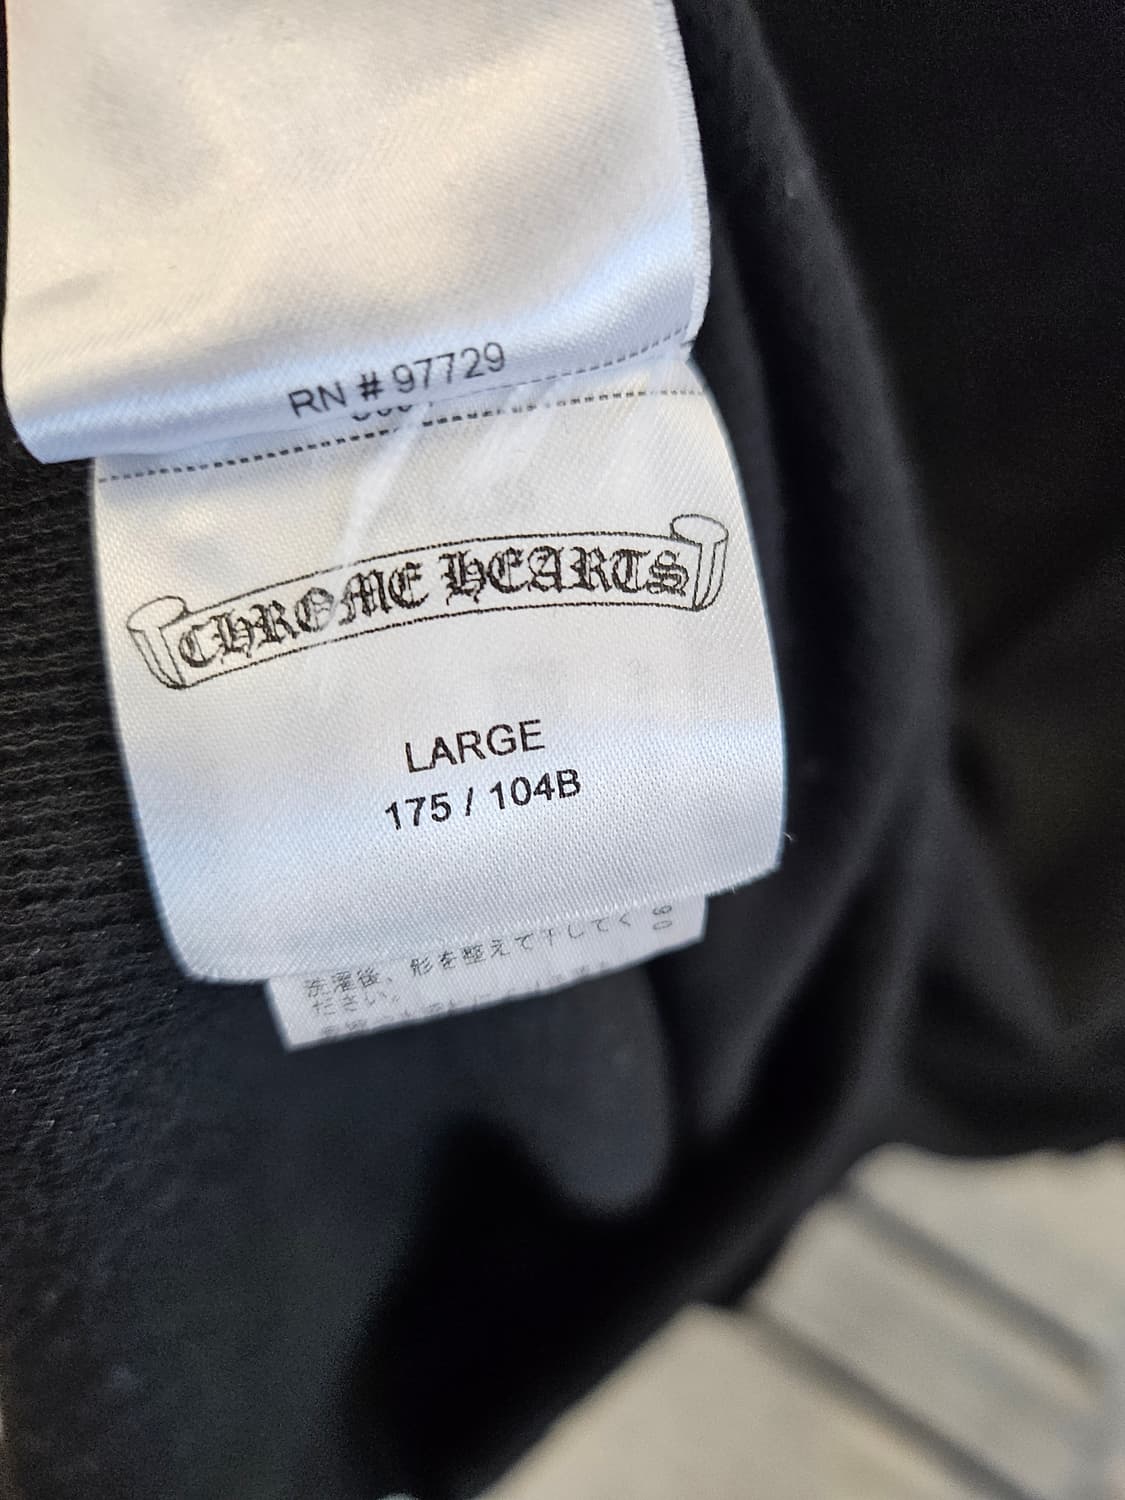 RN # 97729
CHROME HEARTS
LARGE
175 / 104B
洗濯後、形を整えて干してく
ださい。